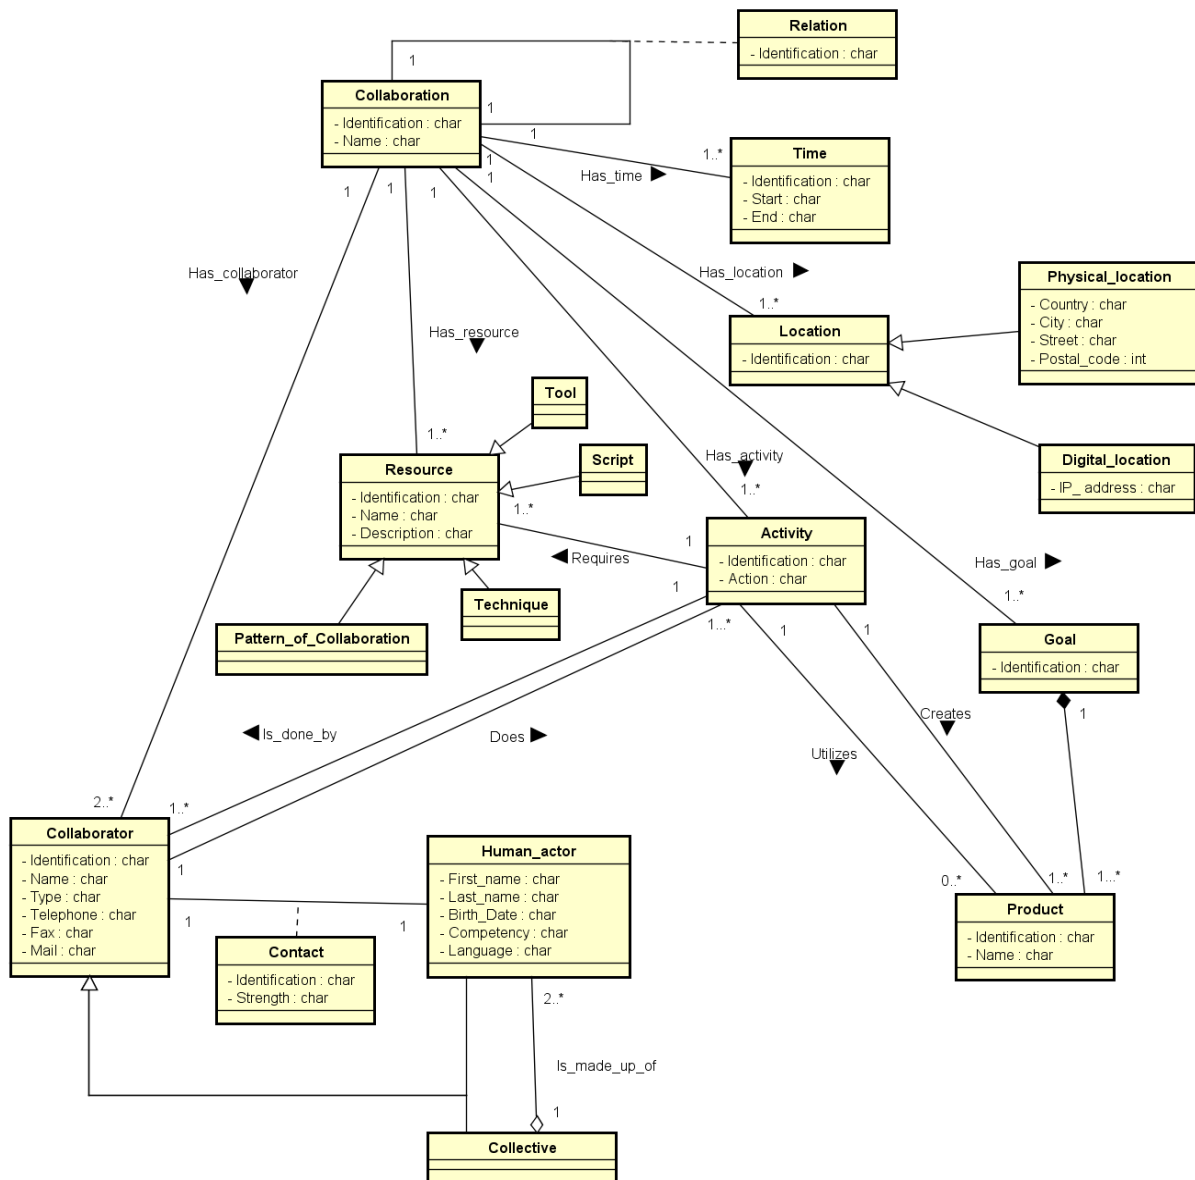 Relation
- Identification : char
1
Collaboration
- Identification : char
- Name : char
1
1
1..*
Has_time
Time
- Identification : char
- Start : char
- End : char
1
1
1
1
1
Has_collaborator
Has_location
1..*
Physical_location
- Country : char
- City : char
- Street : char
- Postal_code : int
Location
- Identification : char
Has_resource
Tool
1..*
Script
Resource
- Identification : char
- Name : char
- Description : char
Has_activity
1..*
Digital_location
- IP_ address : char
1..*
Requires
1
Activity
- Identification : char
- Action : char
Has_goal
1..*
Technique
Pattern_of_Collaboration
1
1...*
1
1
Goal
- Identification : char
1
Is_done_by
Does
Utilizes
Creates
2..*
1..*
Collaborator
- Identification : char
- Name : char
- Type : char
- Telephone : char
- Fax : char
- Mail : char
1
1
1
Contact
- Identification : char
- Strength : char
Human_actor
- First_name : char
- Last_name : char
- Birth_Date : char
- Competency : char
- Language : char
0..*
1..*
1...*
Product
- Identification : char
- Name : char
2..*
Is_made_up_of
1
Collective